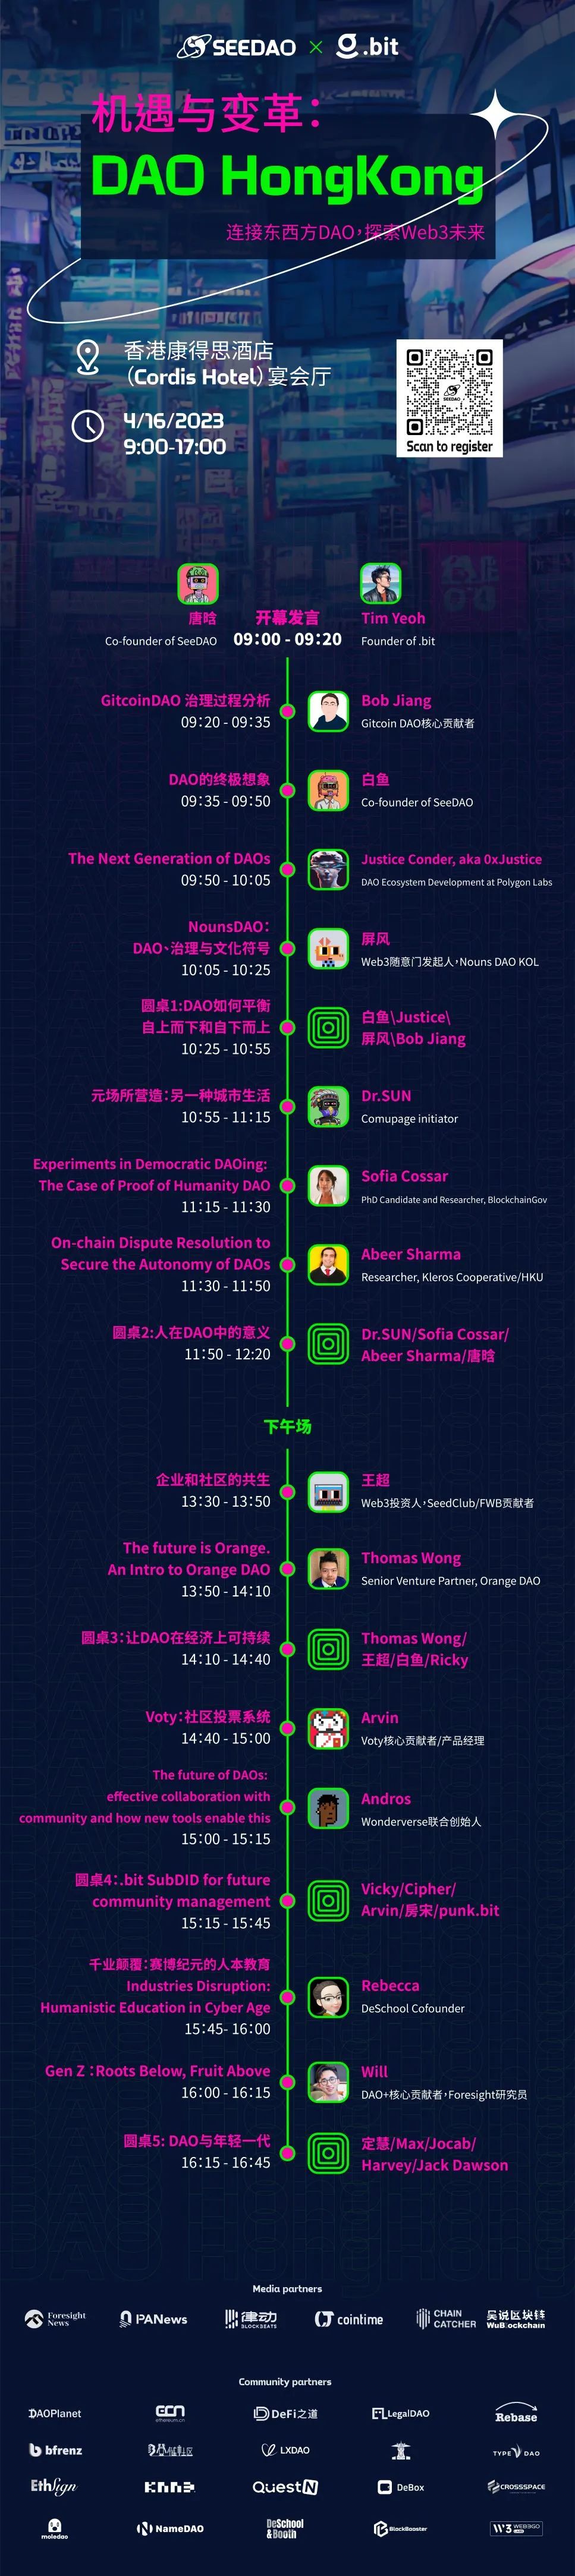 SEEDAO × .bit
机遇与变革：
DAO HongKong
连接东西方DAO，探索Web3未来
香港康得思酒店
（Cordis Hotel）宴会厅
4/16/2023
9:00-17:00
SEEDAO
Scan to register
唐晗
Co-founder of SeeDAO
开幕发言
09：00 - 09：20
Tim Yeoh
Founder of .bit
GitcoinDAO 治理过程分析
09：20 - 09：35
Bob Jiang
Gitcoin DAO核心贡献者
DAO的终极想象
09：35 - 09：50
白鱼
Co-founder of SeeDAO
The Next Generation of DAOs
09：50 - 10：05
Justice Conder, aka 0xJustice
DAO Ecosystem Development at Polygon Labs
NounsDAO：
DAO、治理与文化符号
10：05 - 10：25
屏风
Web3随意门发起人，Nouns DAO KOL
圆桌1:DAO如何平衡
自上而下和自下而上
10：25 - 10：55
白鱼\Justice\
屏风\Bob Jiang
元场所营造：另一种城市生活
10：55 - 11：15
Dr.SUN
Comupage initiator
Experiments in Democratic DAOing:
The Case of Proof of Humanity DAO
11：15 - 11：30
Sofia Cossar
PhD Candidate and Researcher, BlockchainGov
On-chain Dispute Resolution to
Secure the Autonomy of DAOs
11：30 - 11：50
Abeer Sharma
Researcher, Kleros Cooperative/HKU
圆桌2:人在DAO中的意义
11：50 - 12：20
Dr.SUN/Sofia Cossar/
Abeer Sharma/唐晗
下午场
企业和社区的共生
13：30 - 13：50
王超
Web3投资人，SeedClub/FWB贡献者
The future is Orange.
An Intro to Orange DAO
13：50 - 14：10
Thomas Wong
Senior Venture Partner, Orange DAO
圆桌3：让DAO在经济上可持续
14：10 - 14：40
Thomas Wong/
王超/白鱼/Ricky
Voty：社区投票系统
14：40 - 15：00
Arvin
Voty核心贡献者/产品经理
The future of DAOs:
effective collaboration with
community and how new tools enable this
15：00 - 15：15
Andros
Wonderverse联合创始人
圆桌4：.bit SubDID for future
community management
15：15 - 15：45
Vicky/Cipher/
Arvin/房宋/punk.bit
千业颠覆：赛博纪元的人本教育
Industries Disruption:
Humanistic Education in Cyber Age
15：45- 16：00
Rebecca
DeSchool Cofounder
Gen Z ：Roots Below, Fruit Above
16：00 - 16：15
Will
DAO+核心贡献者，Foresight研究员
圆桌5: DAO与年轻一代
16：15 - 16：45
定慧/Max/Jocab/
Harvey/Jack Dawson
Media partners
Foresight News
PANews
律动 BLOCKBEATS
cointime
CHAIN CATCHER
吴说区块链 WuBlockchain
Community partners
DAOPlanet
ECN ethereum.cn
DeFi之道
LegalDAO
Rebase
bfrenz
LXDAO
TYPE DAO
EthSign
QuestN
DeBox
CROSSSPACE
moledao
NameDAO
DeSchool &Booth
BlockBooster
W3 WEB3GO